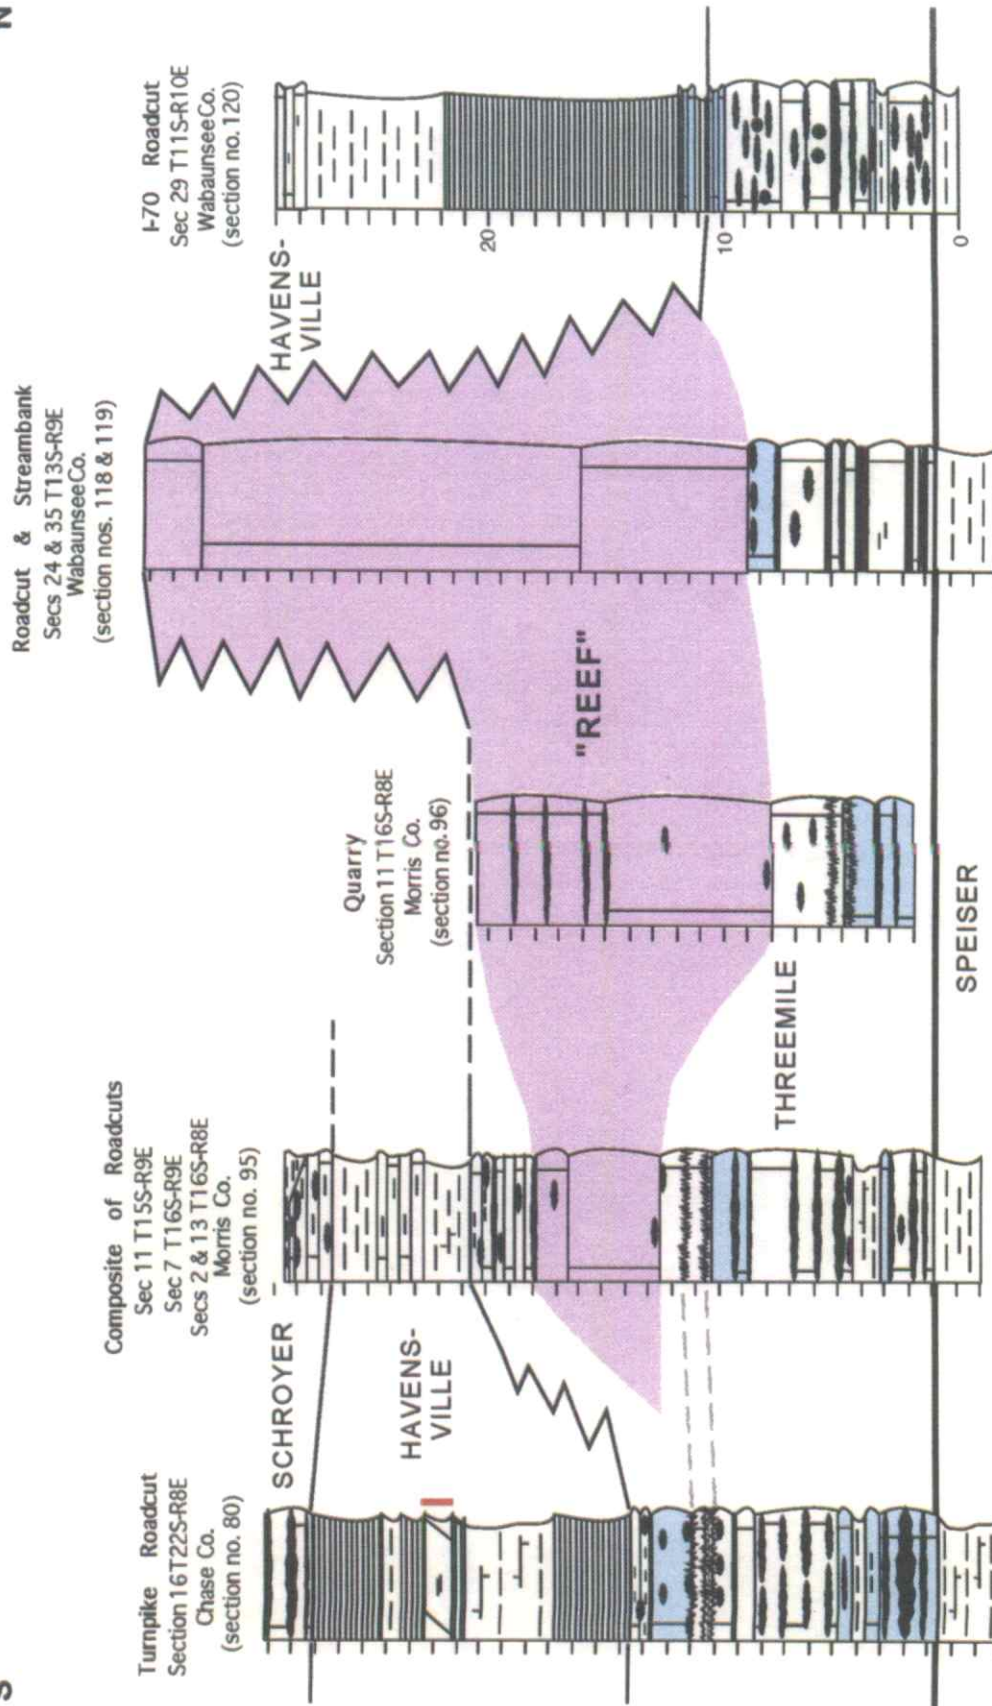 S
N
Turnpike Roadcut
Section 16 T22S-R8E
Chase Co.
(section no. 80)
Composite of Roadcuts
Sec 11 T15S-R9E
Sec 7 T16S-R9E
Secs 2 & 13 T16S-R8E
Morris Co.
(section no. 95)
Quarry
Section 11 T16S-R8E
Morris Co.
(section no. 96)
Roadcut & Streambank
Secs 24 & 35 T13S-R9E
Wabaunsee Co.
(section nos. 118 & 119)
I-70 Roadcut
Sec 29 T11S-R10E
Wabaunsee Co.
(section no. 120)
SCHROYER
HAVENS-
VILLE
HAVENS-
VILLE
"REEF"
THREEMILE
SPEISER
20
10
0